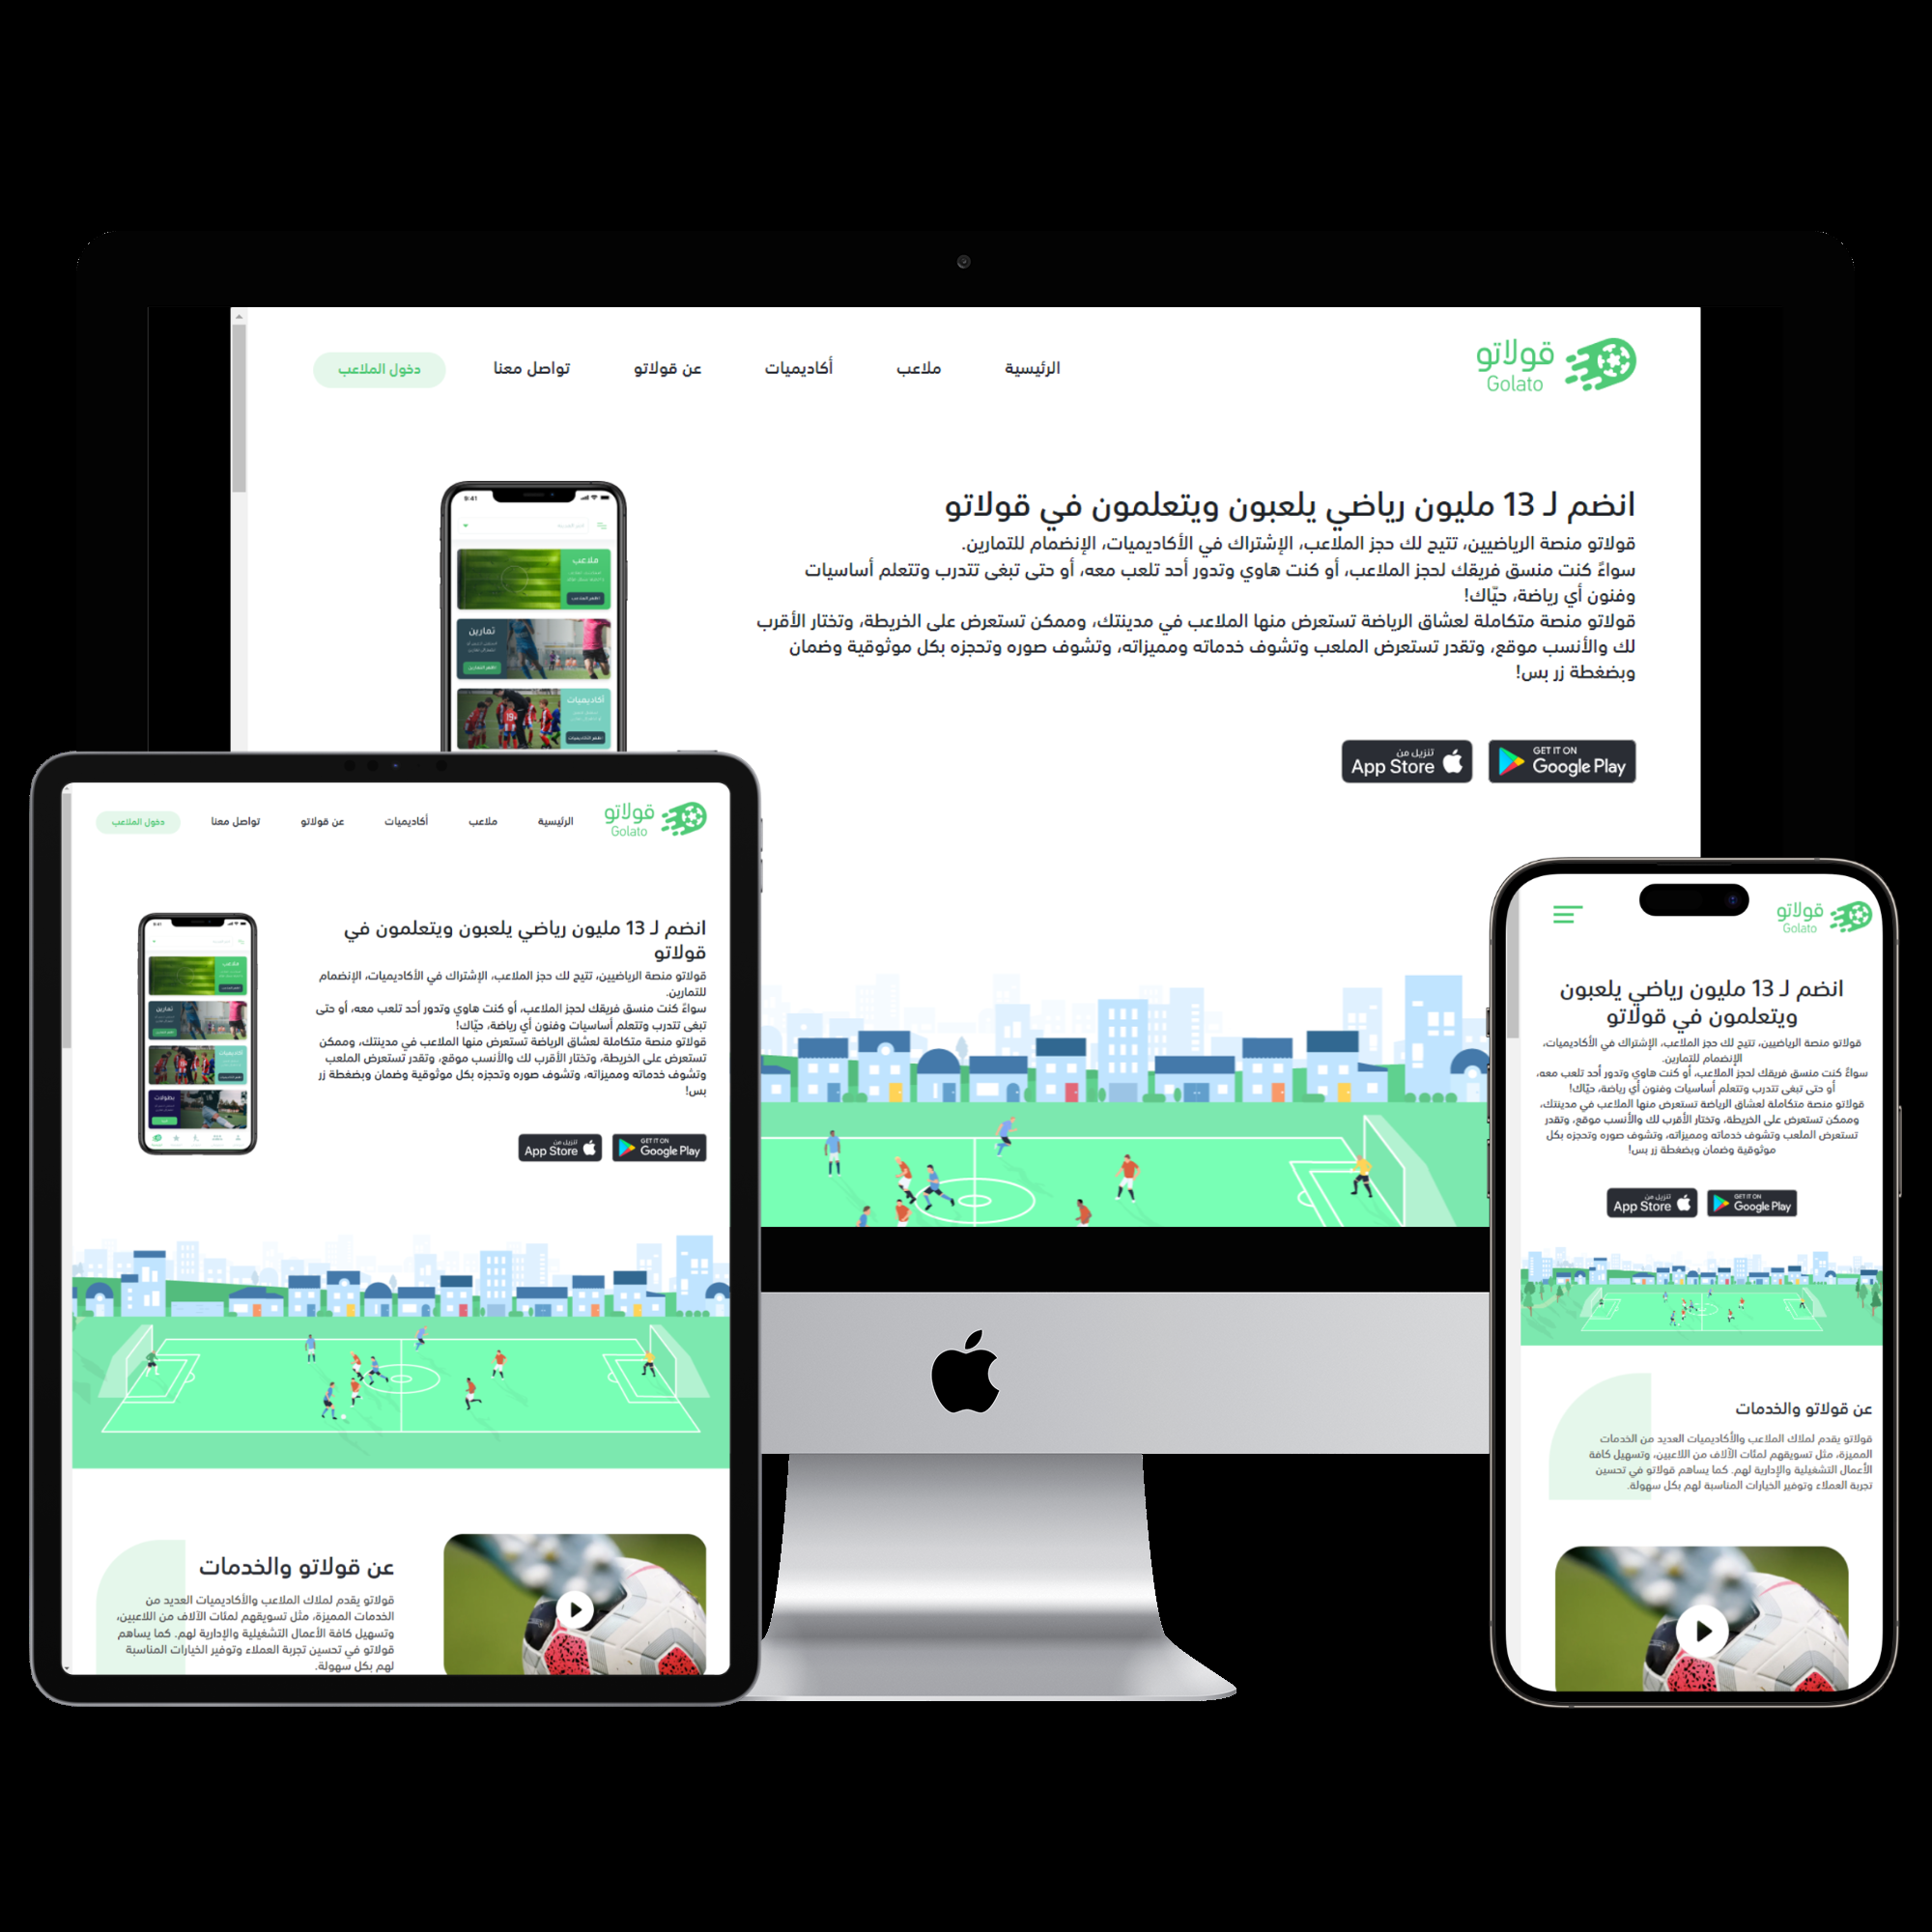 قولاتو
Golato
الرئيسية
ملاعب
أكاديميات
عن قولاتو
تواصل معنا
دخول الملاعب
انضم لـ 13 مليون رياضي يلعبون ويتعلمون في قولاتو
قولاتو منصة الرياضيين، تتيح لك حجز الملاعب، الإشتراك في الأكاديميات، الإنضمام للتمارين.
سواءً كنت منسق فريقك لحجز الملاعب، أو كنت هاوي وتدور أحد تلعب معه، أو حتى تبغى تتدرب وتتعلم أساسيات
وفنون أي رياضة، حيّاك!
قولاتو منصة متكاملة لعشاق الرياضة تستعرض منها الملاعب في مدينتك، وممكن تستعرض على الخريطة، وتختار الأقرب
لك والأنسب موقع، وتقدر تستعرض الملعب وتشوف خدماته ومميزاته، وتشوف صوره وتحجزه بكل موثوقية وضمان
وبضغطة زر بس!
GET IT ON
Google Play
تنزيل من
App Store
9:41
ملاعب
تمارين
أكاديميات
قولاتو
Golato
الرئيسية
ملاعب
أكاديميات
عن قولاتو
تواصل معنا
دخول الملاعب
انضم لـ 13 مليون رياضي يلعبون ويتعلمون في
قولاتو
قولاتو منصة الرياضيين، تتيح لك حجز الملاعب، الإشتراك في الأكاديميات، الإنضمام
للتمارين.
سواءً كنت منسق فريقك لحجز الملاعب، أو كنت هاوي وتدور أحد تلعب معه، أو حتى
تبغى تتدرب وتتعلم أساسيات وفنون أي رياضة، حيّاك!
قولاتو منصة متكاملة لعشاق الرياضة تستعرض منها الملاعب في مدينتك، وممكن
تستعرض على الخريطة، وتختار الأقرب لك والأنسب موقع، وتقدر تستعرض الملعب
وتشوف خدماته ومميزاته، وتشوف صوره وتحجزه بكل موثوقية وضمان وبضغطة زر
بس!
GET IT ON
Google Play
تنزيل من
App Store
ملاعب
تمارين
أكاديميات
بطولات
عن قولاتو والخدمات
قولاتو يقدم لملاك الملاعب والأكاديميات العديد من
الخدمات المميزة، مثل تسويقهم لمئات الآلاف من اللاعبين،
وتسهيل كافة الأعمال التشغيلية والإدارية لهم. كما يساهم
قولاتو في تحسين تجربة العملاء وتوفير الخيارات المناسبة
لهم بكل سهولة.
قولاتو
Golato
انضم لـ 13 مليون رياضي يلعبون
ويتعلمون في قولاتو
قولاتو منصة الرياضيين، تتيح لك حجز الملاعب، الإشتراك في الأكاديميات،
الإنضمام للتمارين.
سواءً كنت منسق فريقك لحجز الملاعب، أو كنت هاوي وتدور أحد تلعب معه،
أو حتى تبغى تتدرب وتتعلم أساسيات وفنون أي رياضة، حيّاك!
قولاتو منصة متكاملة لعشاق الرياضة تستعرض منها الملاعب في مدينتك،
وممكن تستعرض على الخريطة، وتختار الأقرب لك والأنسب موقع، وتقدر
تستعرض الملعب وتشوف خدماته ومميزاته، وتشوف صوره وتحجزه بكل
موثوقية وضمان وبضغطة زر بس!
GET IT ON
Google Play
تنزيل من
App Store
عن قولاتو والخدمات
قولاتو يقدم لملاك الملاعب والأكاديميات العديد من الخدمات
المميزة، مثل تسويقهم لمئات الآلاف من اللاعبين، وتسهيل كافة
الأعمال التشغيلية والإدارية لهم. كما يساهم قولاتو في تحسين
تجربة العملاء وتوفير الخيارات المناسبة لهم بكل سهولة.